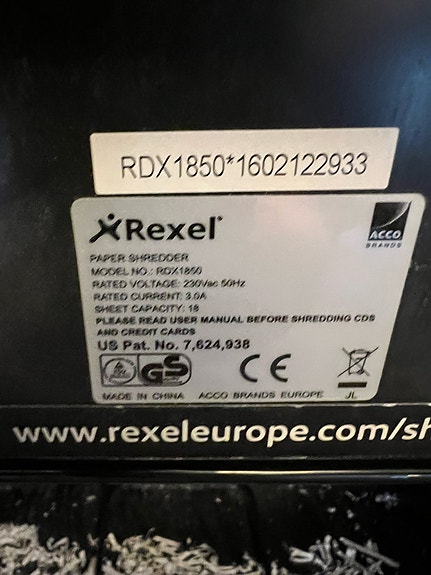 RDX1850*1602122933
Rexel
ACCO
BRANDS
PAPER SHREDDER
MODEL NO.: RDX1850
RATED VOLTAGE: 230Vac 50Hz
RATED CURRENT: 3.0A
SHEET CAPACITY: 18
PLEASE READ USER MANUAL BEFORE SHREDDING CDS
AND CREDIT CARDS
US Pat. No. 7,624,938
GS
CE
MADE IN CHINA ACCO BRANDS EUROPE JL
www.rexeleurope.com/sh